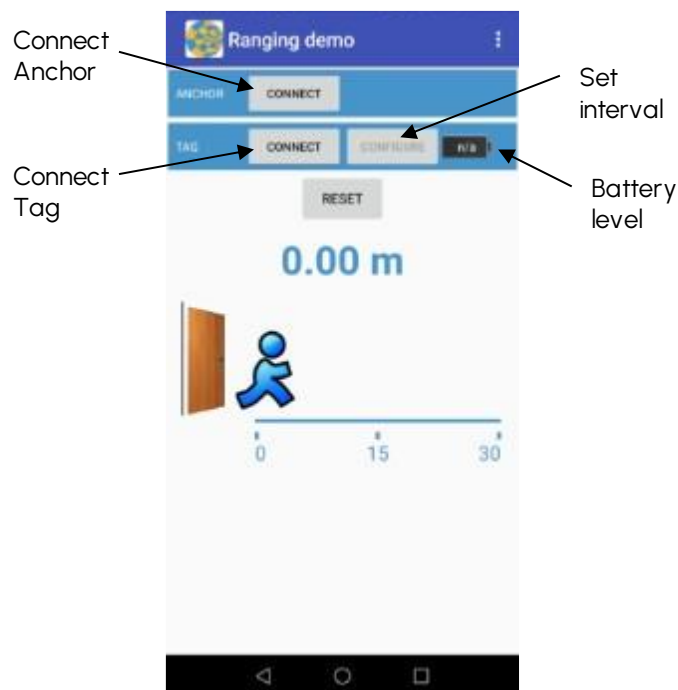 Connect
Anchor
Ranging demo
Set
interval
ANCHOR CONNECT
TAG CONNECT CONFIGURE n/a
Connect
Tag
Battery
level
RESET
0.00 m
0 15 30